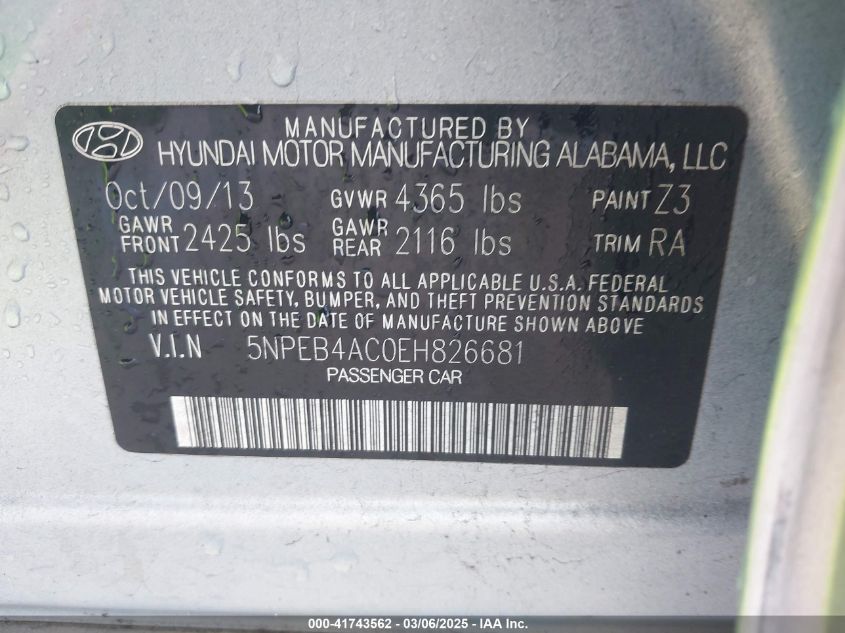 MANUFACTURED BY
HYUNDAI MOTOR MANUFACTURING ALABAMA, LLC
Oct/09/13 GVWR 4365 lbs PAINT Z3
GAWR FRONT 2425 lbs GAWR REAR 2116 lbs TRIM RA
THIS VEHICLE CONFORMS TO ALL APPLICABLE U.S.A. FEDERAL
MOTOR VEHICLE SAFETY, BUMPER, AND THEFT PREVENTION STANDARDS
IN EFFECT ON THE DATE OF MANUFACTURE SHOWN ABOVE
V.I.N 5NPEB4AC0EH826681
PASSENGER CAR
000-41743562 - 03/06/2025 - IAA Inc.